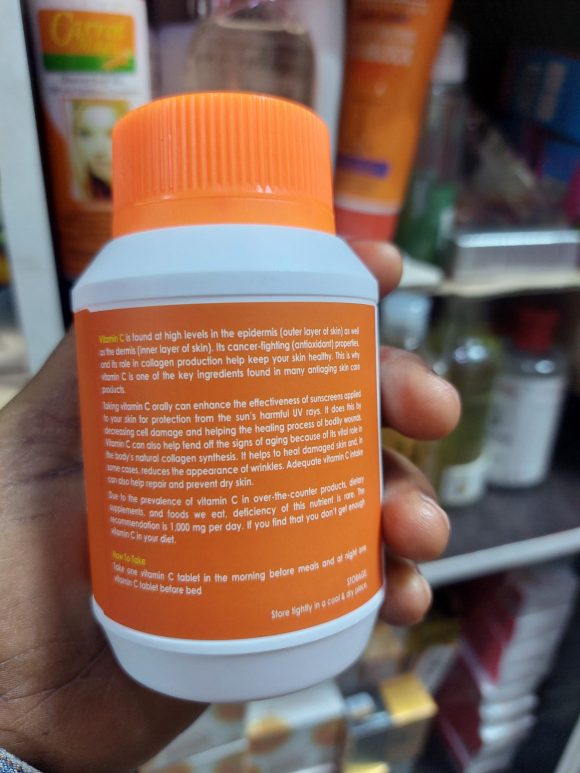 Carrot
Vitamin C is found at high levels in the epidermis (outer layer of skin) as well
as the dermis (inner layer of skin). Its cancer-fighting (antioxidant) properties,
and its role in collagen production help keep your skin healthy. This is why
vitamin C is one of the key ingredients found in many antiaging skin care
products.
Taking vitamin C orally can enhance the effectiveness of sunscreens applied
to your skin for protection from the sun's harmful UV rays. It does this by
decreasing cell damage and helping the healing process of bodily wounds.
Vitamin C can also help fend off the signs of aging because of its vital role in
the body's natural collagen synthesis. It helps to heal damaged skin and, in
some cases, reduces the appearance of wrinkles. Adequate vitamin C intake
can also help repair and prevent dry skin.
Due to the prevalence of vitamin C in over-the-counter products, dietary
supplements, and foods we eat, deficiency of this nutrient is rare. The
recommendation is 1,000 mg per day. If you find that you don't get enough
vitamin C in your diet.
How To Take
Take one vitamin C tablet in the morning before meals and at night one
vitamin C tablet before bed
STORAGE:
Store tightly in a cool & dry place.